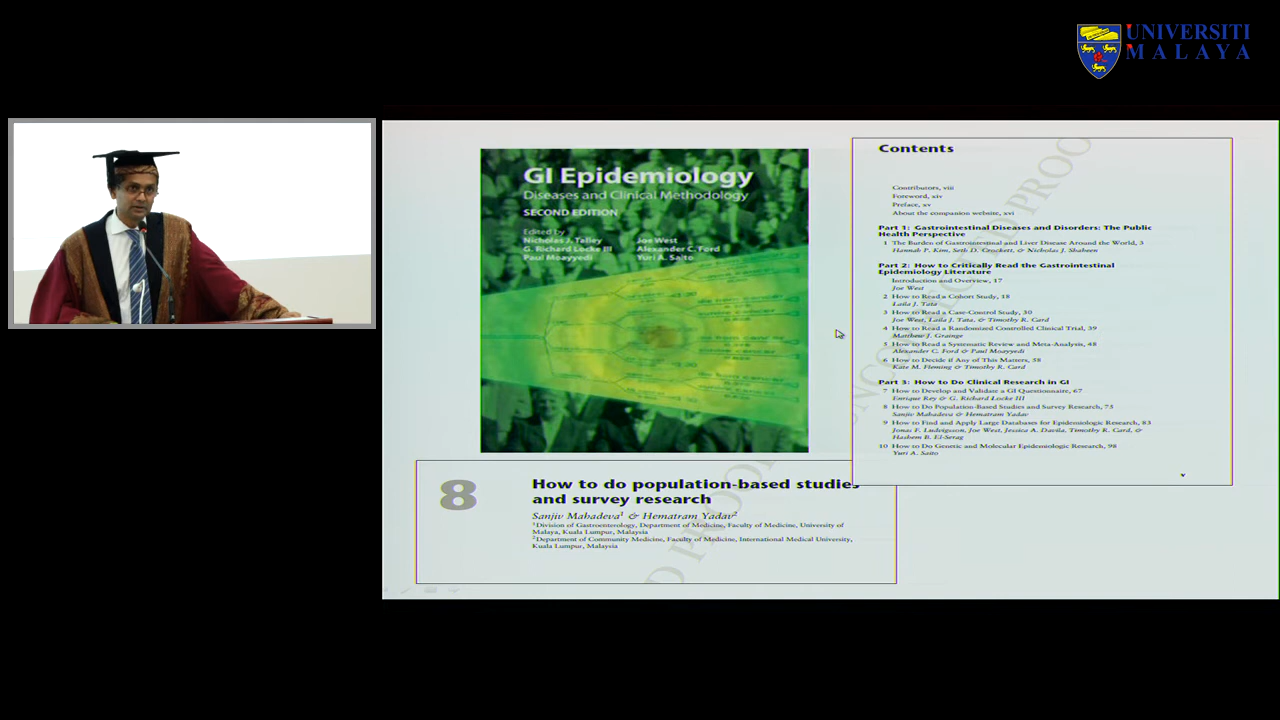 UNIVERSITI
MALAYA
GI Epidemiology
Diseases and Clinical Methodology
SECOND EDITION
Edited by
Nicholas J. Talley
G. Richard Locke III
Paul Moayyedi
Joe West
Alexander C. Ford
Yuri A. Saito
Contents
Contributors, viii
Foreword, xiv
Preface, xv
About the companion website, xvi
Part 1: Gastrointestinal Diseases and Disorders: The Public
Health Perspective
1 The Burden of Gastrointestinal and Liver Disease Around the World, 3
Hannah P. Kim, Seth D. Crockett, & Nicholas J. Shaheen
Part 2: How to Critically Read the Gastrointestinal
Epidemiology Literature
Introduction and Overview, 17
Joe West
2 How to Read a Cohort Study, 18
Laila J. Tata
3 How to Read a Case-Control Study, 30
Joe West, Laila J. Tata, & Timothy R. Card
4 How to Read a Randomized Controlled Clinical Trial, 39
Matthew J. Grainge
5 How to Read a Systematic Review and Meta-Analysis, 48
Alexander C. Ford & Paul Moayyedi
6 How to Decide if Any of This Matters, 58
Kate M. Fleming & Timothy R. Card
Part 3: How to Do Clinical Research in GI
7 How to Develop and Validate a GI Questionnaire, 67
Enrique Rey & G. Richard Locke III
8 How to Do Population-Based Studies and Survey Research, 75
Sanjiv Mahadeva & Hematram Yadav
9 How to Find and Apply Large Databases for Epidemiologic Research, 83
Jonas F. Ludvigsson, Joe West, Jessica A. Davila, Timothy R. Card, &
Hashem B. El-Serag
10 How to Do Genetic and Molecular Epidemiologic Research, 98
Yuri A. Saito
v
8
How to do population-based studies
and survey research
Sanjiv Mahadeva¹ & Hematram Yadav²
¹Division of Gastroenterology, Department of Medicine, Faculty of Medicine, University of
Malaya, Kuala Lumpur, Malaysia
²Department of Community Medicine, Faculty of Medicine, International Medical University,
Kuala Lumpur, Malaysia